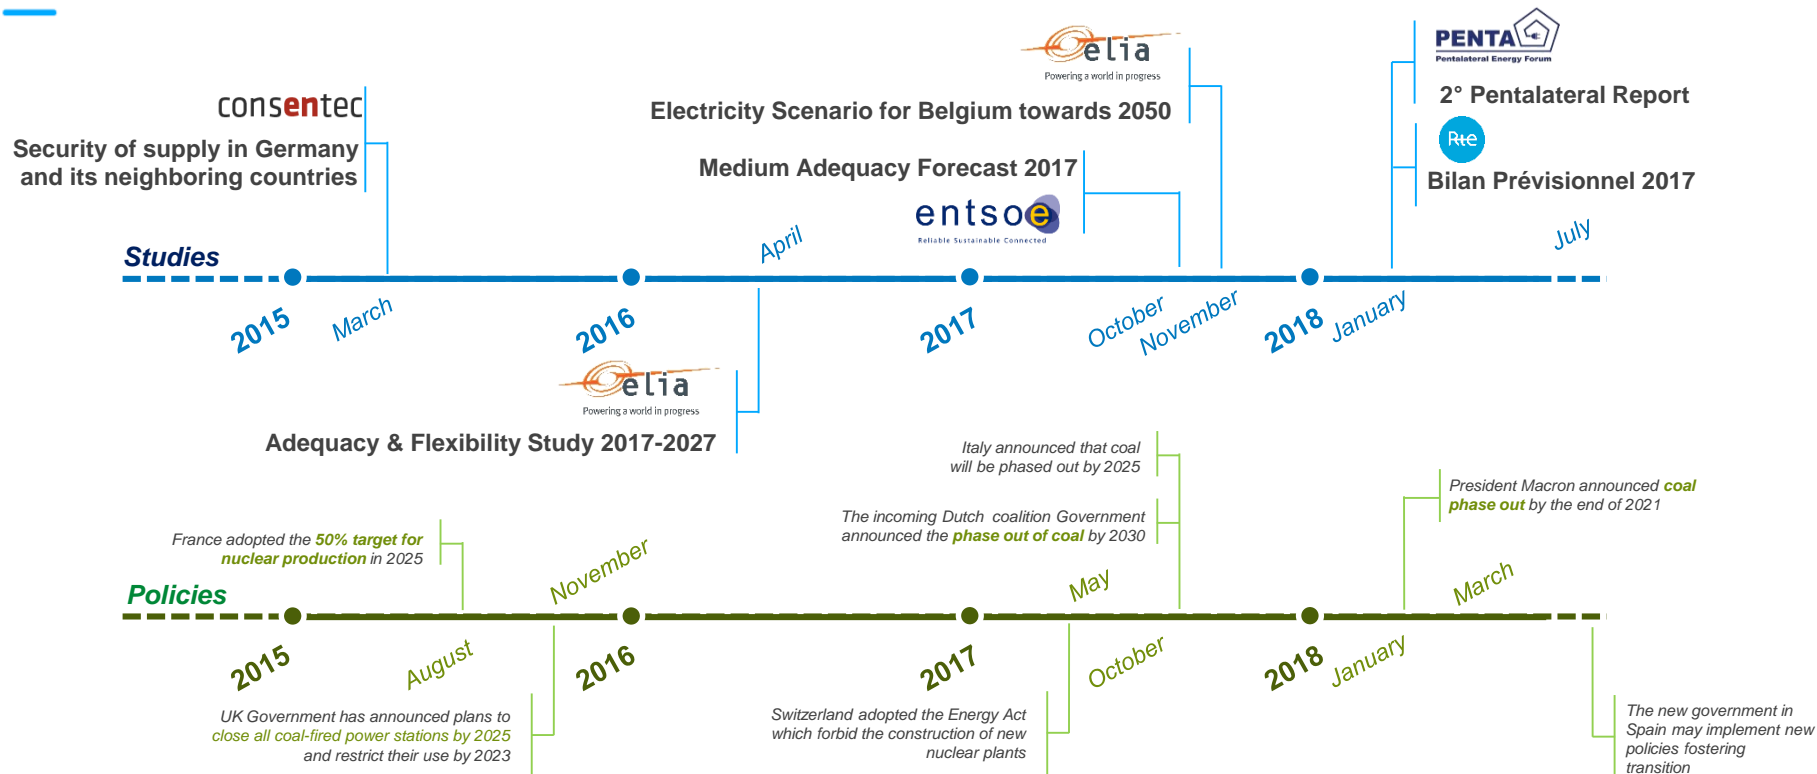 consentec
Security of supply in Germany
and its neighboring countries
elia
Powering a world in progress
Electricity Scenario for Belgium towards 2050
Medium Adequacy Forecast 2017
entsoe
Reliable Sustainable Connected
PENTA
Pentalateral Energy Forum
2° Pentalateral Report
Rte
Bilan Prévisionnel 2017
Studies
April
July
2015
March
2016
2017
October
November
2018
January
elia
Powering a world in progress
Adequacy & Flexibility Study 2017-2027
Italy announced that coal
will be phased out by 2025
The incoming Dutch coalition Government
announced the phase out of coal by 2030
President Macron announced coal
phase out by the end of 2021
France adopted the 50% target for
nuclear production in 2025
Policies
November
May
March
2015
August
2016
2017
October
2018
January
UK Government has announced plans to
close all coal-fired power stations by 2025
and restrict their use by 2023
Switzerland adopted the Energy Act
which forbid the construction of new
nuclear plants
The new government in
Spain may implement new
policies fostering
transition